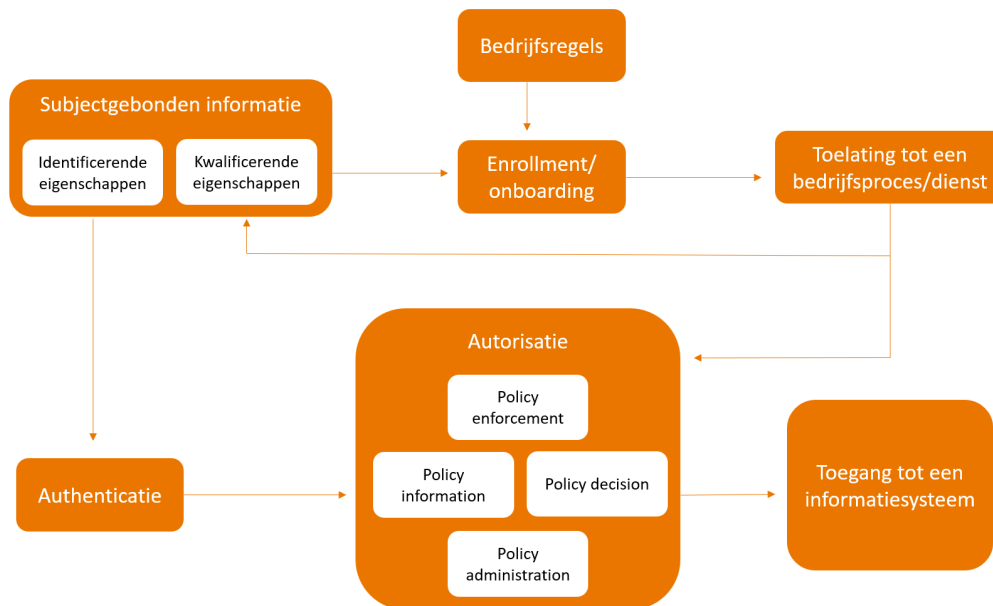 Bedrijfsregels
Subjectgebonden informatie
Identificerende
eigenschappen
Kwalificerende
eigenschappen
Enrollment/
onboarding
Toelating tot een
bedrijfsproces/dienst
Autorisatie
Policy
enforcement
Policy
information
Policy decision
Policy
administration
Authenticatie
Toegang tot een
informatiesysteem